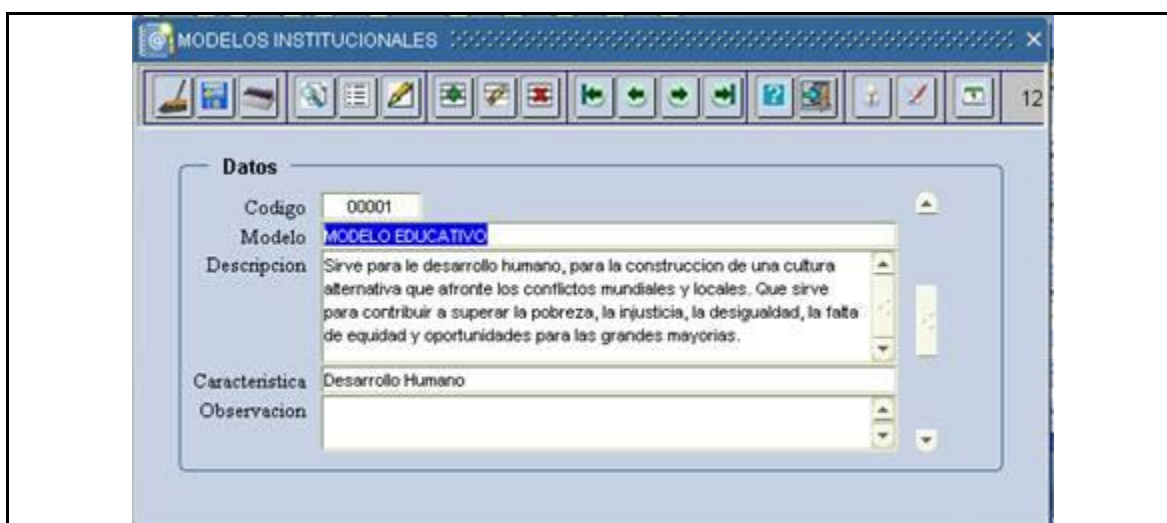 MODELOS INSTITUCIONALES
12
Datos
Codigo 00001
Modelo MODELO EDUCATIVO
Descripcion Sirve para le desarrollo humano, para la construccion de una cultura
alternativa que afronte los conflictos mundiales y locales. Que sirve
para contribuir a superar la pobreza, la injusticia, la desigualdad, la falta
de equidad y oportunidades para las grandes mayorias.
Caracteristica Desarrollo Humano
Observacion